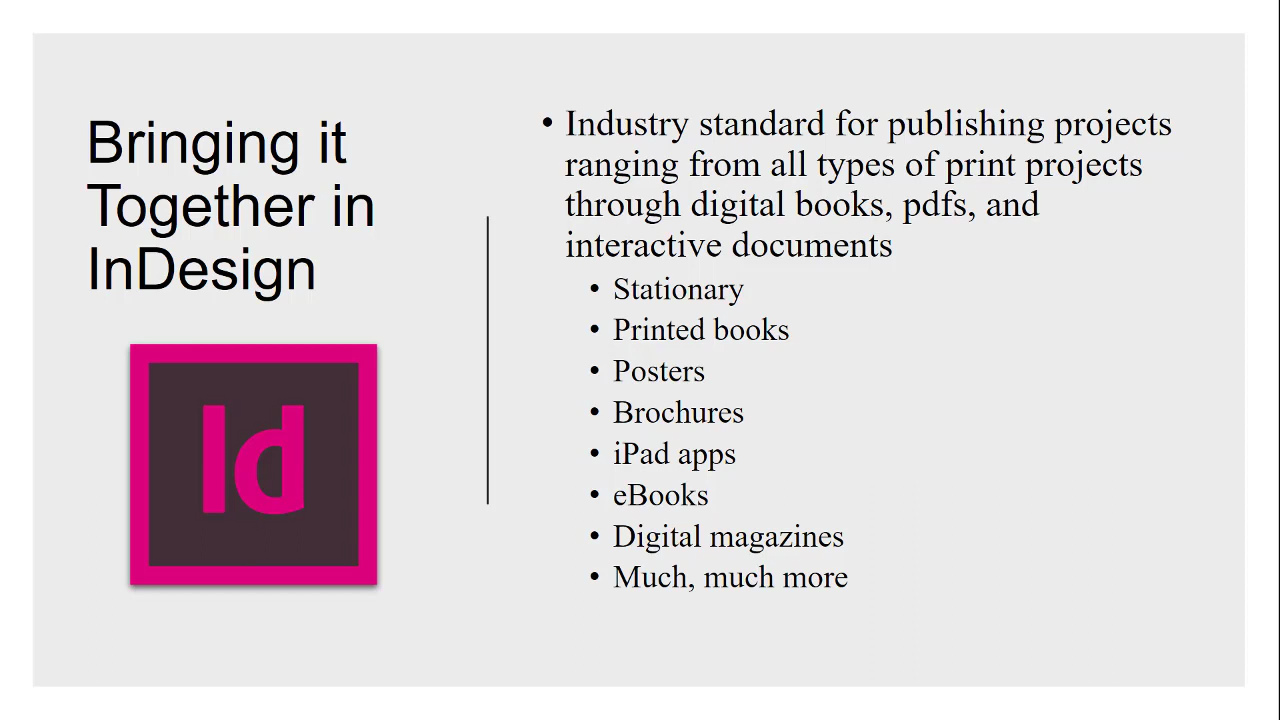 Bringing it
Together in
InDesign
Id
• Industry standard for publishing projects
ranging from all types of print projects
through digital books, pdfs, and
interactive documents
• Stationary
• Printed books
• Posters
• Brochures
• iPad apps
• eBooks
• Digital magazines
• Much, much more